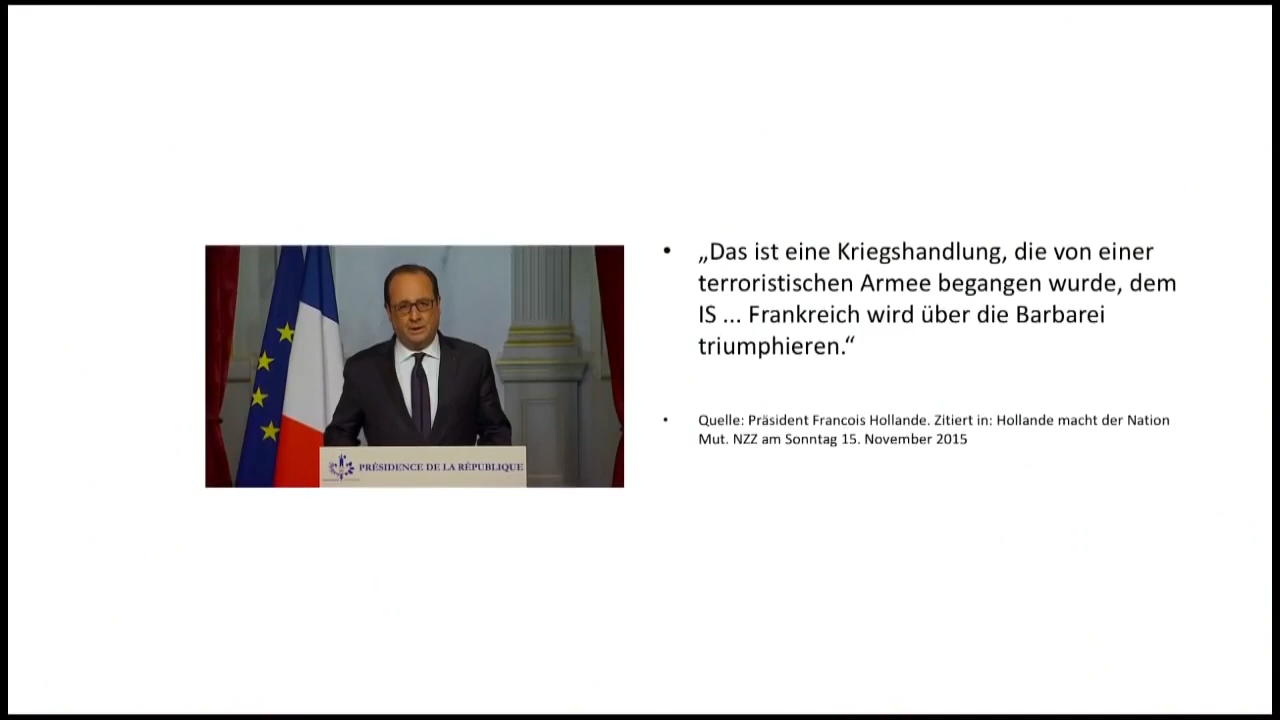 PRÉSIDENCE DE LA RÉPUBLIQUE
• „Das ist eine Kriegshandlung, die von einer
terroristischen Armee begangen wurde, dem
IS ... Frankreich wird über die Barbarei
triumphieren.“
• Quelle: Präsident Francois Hollande. Zitiert in: Hollande macht der Nation
Mut. NZZ am Sonntag 15. November 2015